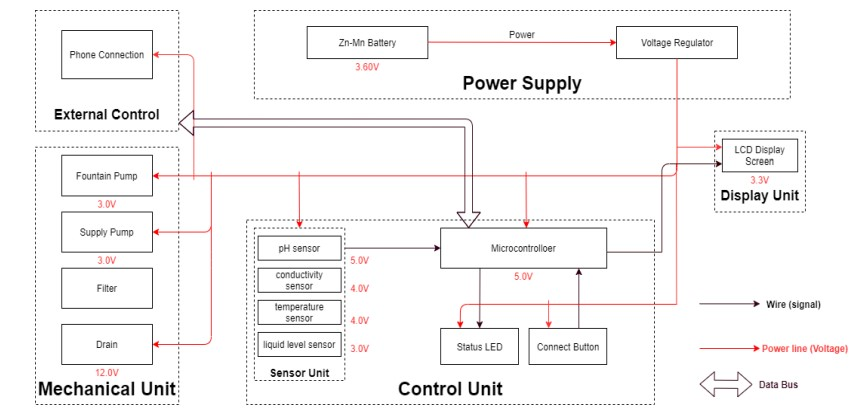 Phone Connection
External Control
Zn-Mn Battery
3.60V
Power
Voltage Regulator
Power Supply
LCD Display
Screen
3.3V
Display Unit
Fountain Pump
3.0V
Supply Pump
3.0V
Filter
Drain
12.0V
Mechanical Unit
pH sensor
5.0V
conductivity
sensor
4.0V
temperature
sensor
4.0V
liquid level sensor
3.0V
Sensor Unit
Microcontrolloer
5.0V
Status LED
Connect Button
Control Unit
Wire (signal)
Power line (Voltage)
Data Bus